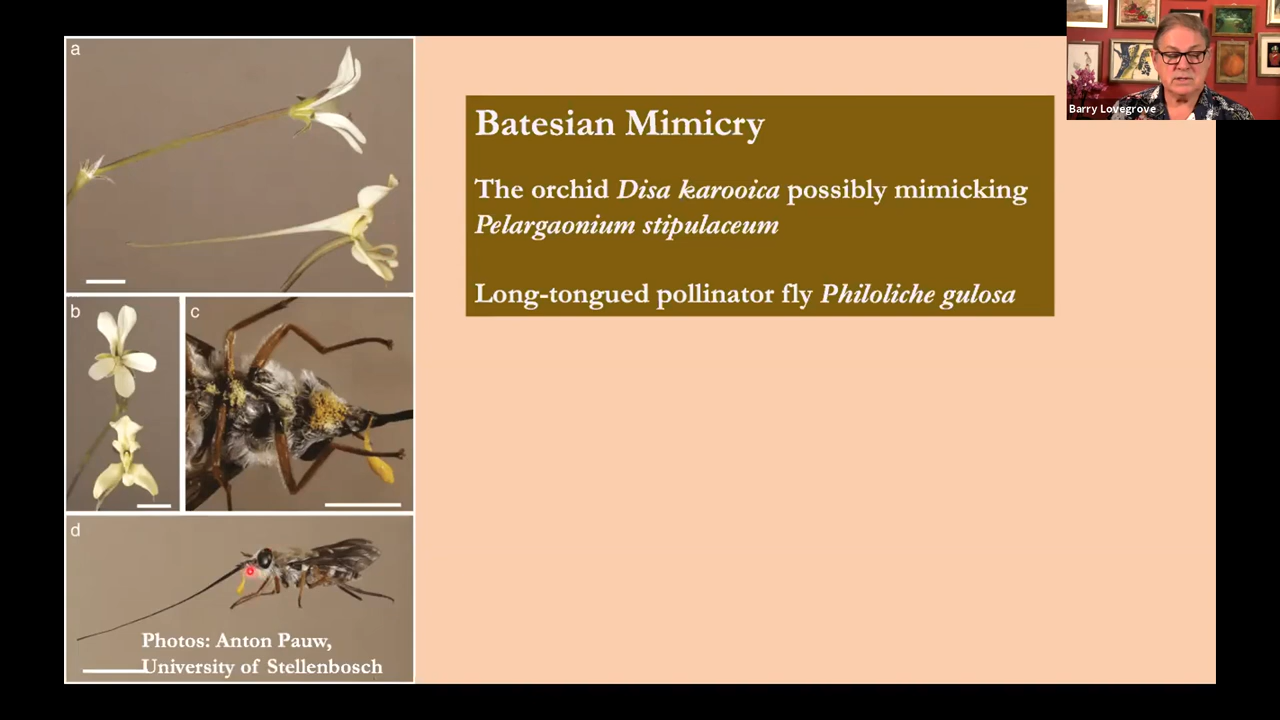 a
b
c
d
Photos: Anton Pauw,
University of Stellenbosch
Batesian Mimicry
The orchid Disa karooica possibly mimicking
Pelargaonium stipulaceum
Long-tongued pollinator fly Philoliche gulosa
Barry Lovegrove